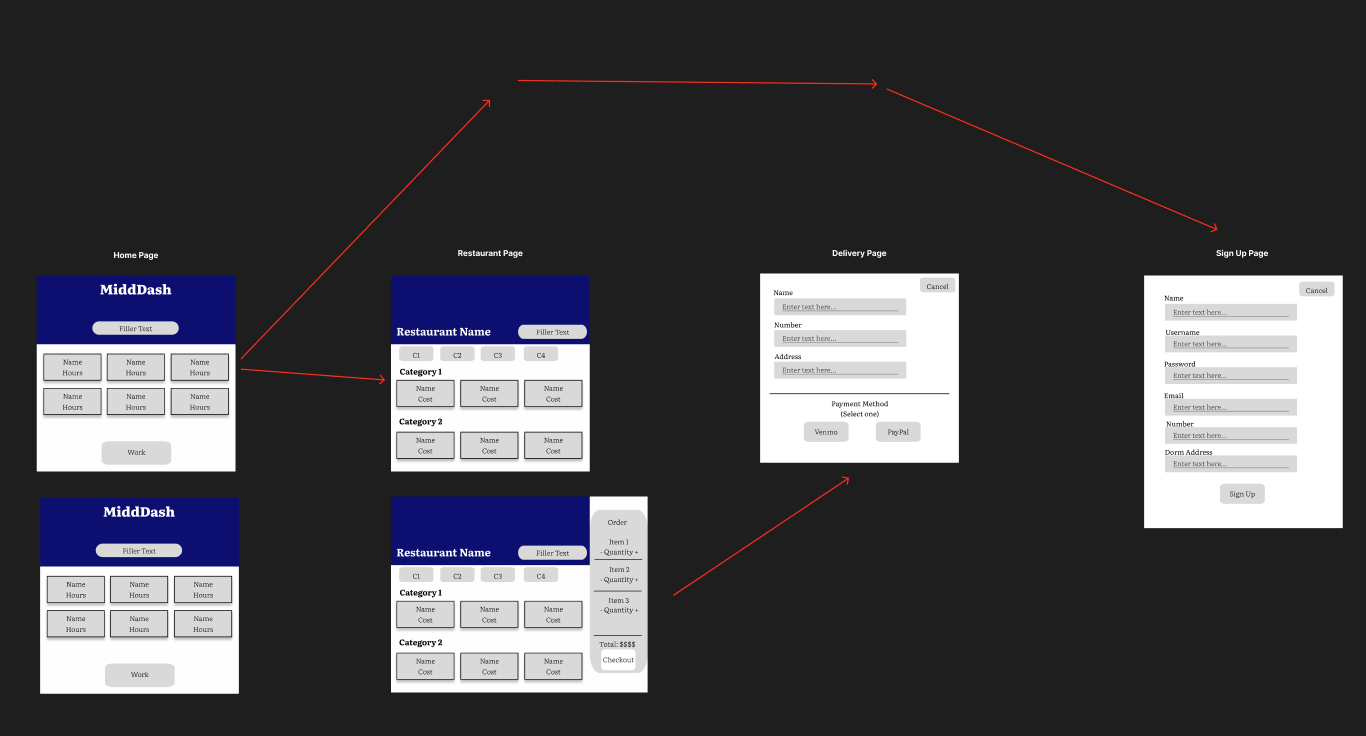 Home Page
MiddDash
Filler Text
Name Name Name
Hours Hours Hours
Name Name Name
Hours Hours Hours
Work
MiddDash
Filler Text
Name Name Name
Hours Hours Hours
Name Name Name
Hours Hours Hours
Work
Restaurant Page
Restaurant Name Filler Text
C1 C2 C3 C4
Category 1
Name Name Name
Cost Cost Cost
Category 2
Name Name Name
Cost Cost Cost
Restaurant Name Filler Text
C1 C2 C3 C4
Category 1
Name Name Name
Cost Cost Cost
Category 2
Name Name Name
Cost Cost Cost
Order
Item 1
- Quantity +
Item 2
- Quantity +
Item 3
- Quantity +
Total: $$$$
Checkout
Delivery Page
Cancel
Name
Enter text here...
Number
Enter text here...
Address
Enter text here...
Payment Method
(Select one)
Venmo PayPal
Sign Up Page
Cancel
Name
Enter text here...
Username
Enter text here...
Password
Enter text here...
Email
Enter text here...
Number
Enter text here...
Dorm Address
Enter text here...
Sign Up